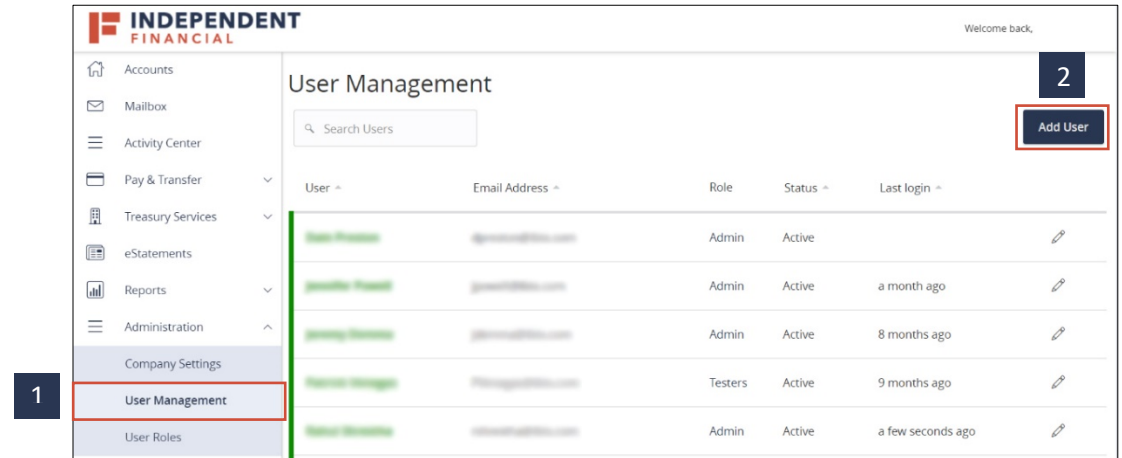 INDEPENDENT
FINANCIAL
Welcome back,
Accounts
Mailbox
Activity Center
Pay & Transfer
Treasury Services
eStatements
Reports
Administration
Company Settings
1
User Management
User Roles
User Management
2
Search Users
Add User
User Email Address Role Status Last login
Admin Active
Admin Active a month ago
Admin Active 8 months ago
Testers Active 9 months ago
Admin Active a few seconds ago